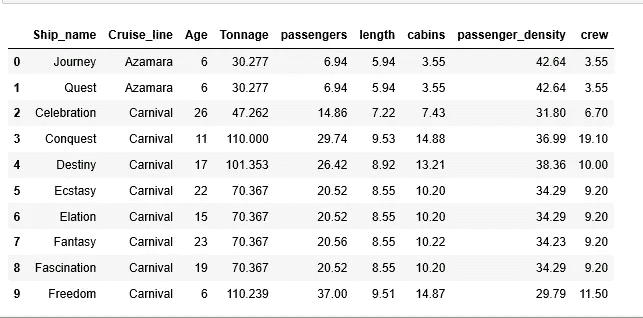 Ship_name Cruise_line Age Tonnage passengers length cabins passenger_density crew
0 Journey Azamara 6 30.277 6.94 5.94 3.55 42.64 3.55
1 Quest Azamara 6 30.277 6.94 5.94 3.55 42.64 3.55
2 Celebration Carnival 26 47.262 14.86 7.22 7.43 31.80 6.70
3 Conquest Carnival 11 110.000 29.74 9.53 14.88 36.99 19.10
4 Destiny Carnival 17 101.353 26.42 8.92 13.21 38.36 10.00
5 Ecstasy Carnival 22 70.367 20.52 8.55 10.20 34.29 9.20
6 Elation Carnival 15 70.367 20.52 8.55 10.20 34.29 9.20
7 Fantasy Carnival 23 70.367 20.56 8.55 10.22 34.23 9.20
8 Fascination Carnival 19 70.367 20.52 8.55 10.20 34.29 9.20
9 Freedom Carnival 6 110.239 37.00 9.51 14.87 29.79 11.50